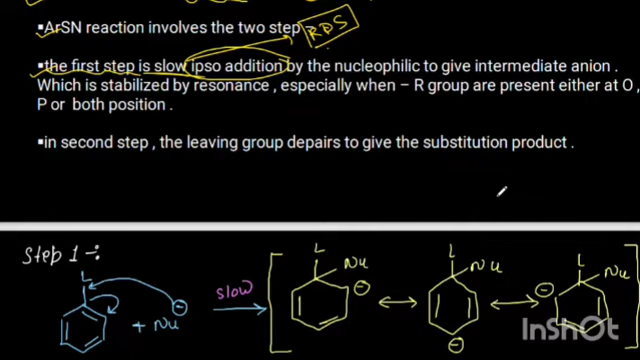 ▪ArSN reaction involves the two step >
RDS
▪the first step is slow ipso addition by the nucleophilic to give intermediate anion .
Which is stabilized by resonance , especially when – R group are present either at O ,
P or both position .
▪in second step , the leaving group depairs to give the substitution product .
Step 1 ÷
L
+ Nu ⊖
slow
L
Nu
⊖
L
Nu
⊖
L
Nu
⊖
InShOt